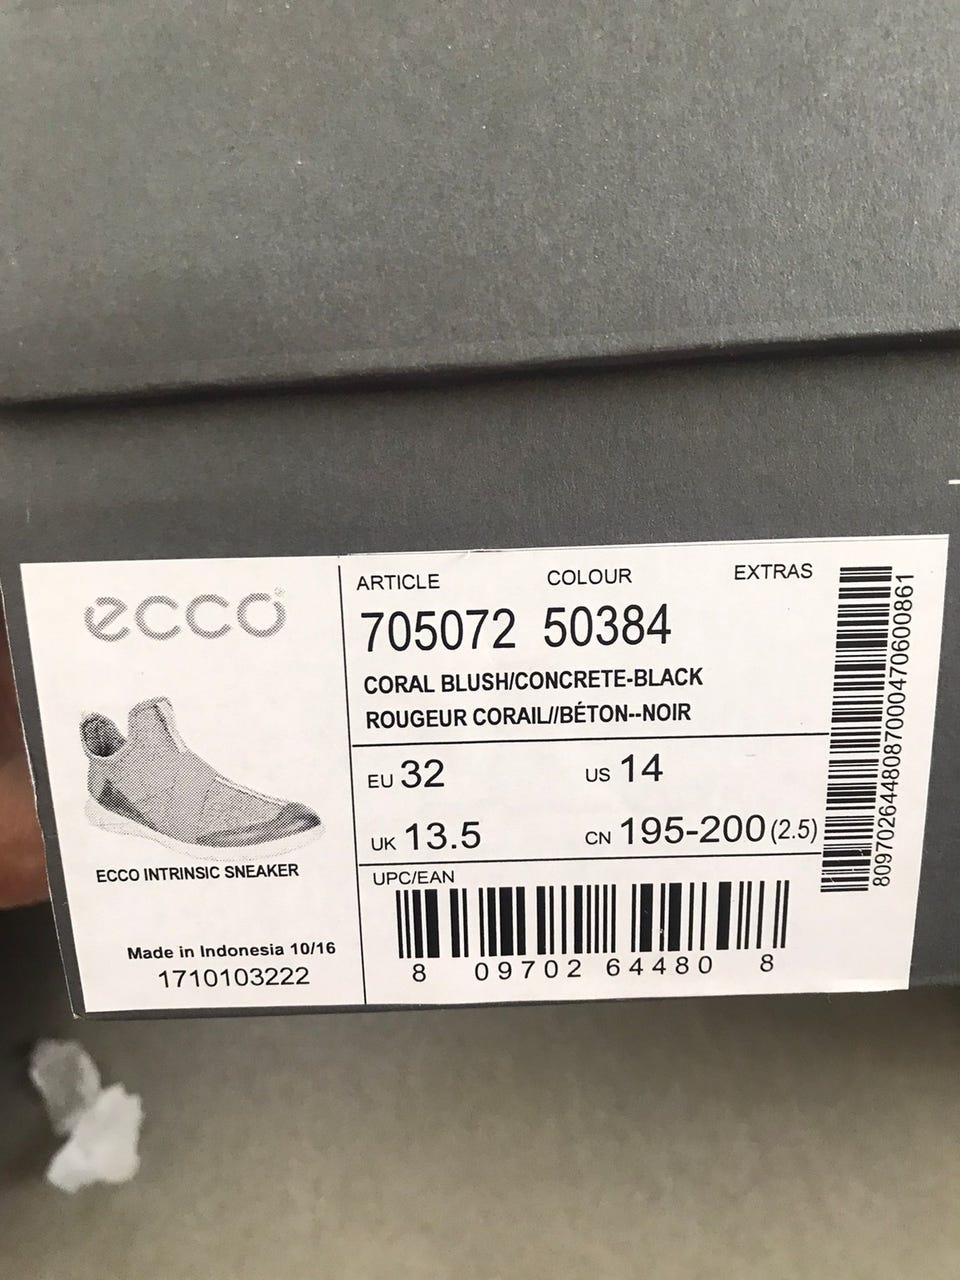 ecco®
ECCO INTRINSIC SNEAKER
Made in Indonesia 10/16
1710103222
ARTICLE COLOUR EXTRAS
705072 50384
CORAL BLUSH/CONCRETE-BLACK
ROUGEUR CORAIL//BÉTON--NOIR
EU 32 US 14
UK 13.5 CN 195-200(2.5)
UPC/EAN
8 09702 64480 8
8097026448087000470600861